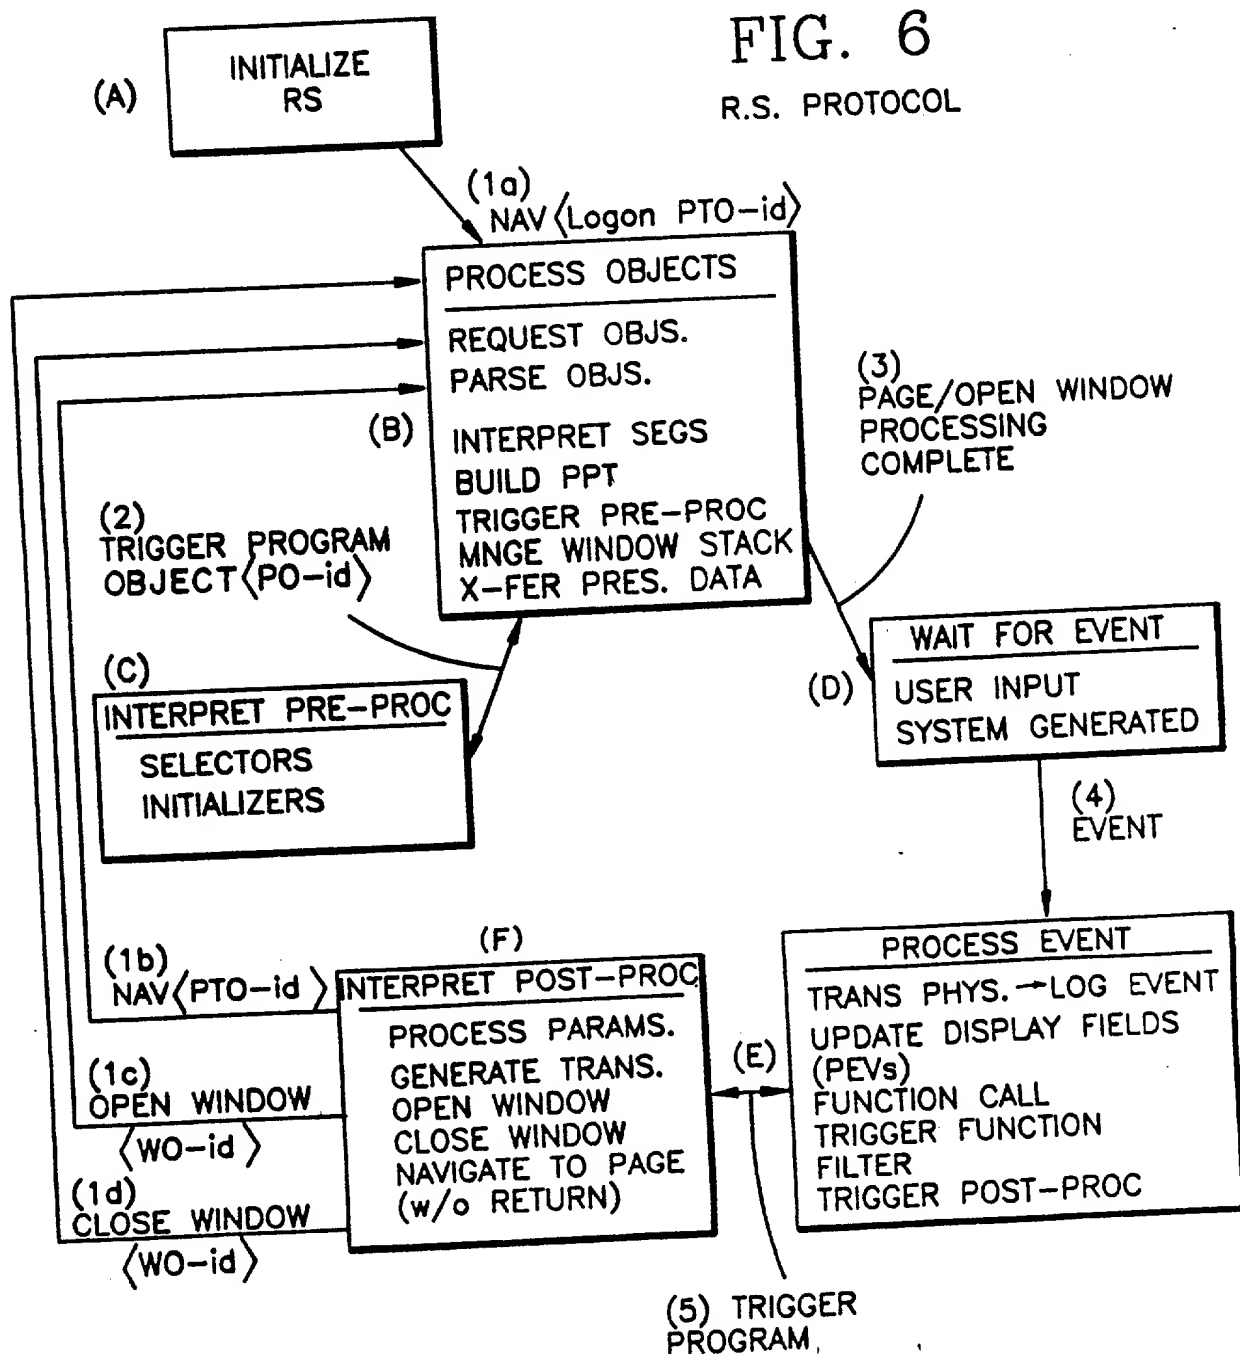 FIG. 6
R.S. PROTOCOL
(A)
INITIALIZE
RS
(1a)
NAV〈Logon PTO-id〉
(B)
PROCESS OBJECTS
REQUEST OBJS.
PARSE OBJS.
INTERPRET SEGS
BUILD PPT
TRIGGER PRE-PROC
MNGE WINDOW STACK
X-FER PRES. DATA
(2)
TRIGGER PROGRAM
OBJECT〈PO-id〉
(3)
PAGE/OPEN WINDOW
PROCESSING
COMPLETE
(C)
INTERPRET PRE-PROC
SELECTORS
INITIALIZERS
(D)
WAIT FOR EVENT
USER INPUT
SYSTEM GENERATED
(4)
EVENT
(E)
PROCESS EVENT
TRANS PHYS.→LOG EVENT
UPDATE DISPLAY FIELDS
(PEVs)
FUNCTION CALL
TRIGGER FUNCTION
FILTER
TRIGGER POST-PROC
(F)
INTERPRET POST-PROC
PROCESS PARAMS.
GENERATE TRANS.
OPEN WINDOW
CLOSE WINDOW
NAVIGATE TO PAGE
(w/o RETURN)
(1b)
NAV〈PTO-id〉
(1c)
OPEN WINDOW
〈WO-id〉
(1d)
CLOSE WINDOW
〈WO-id〉
(5) TRIGGER
PROGRAM